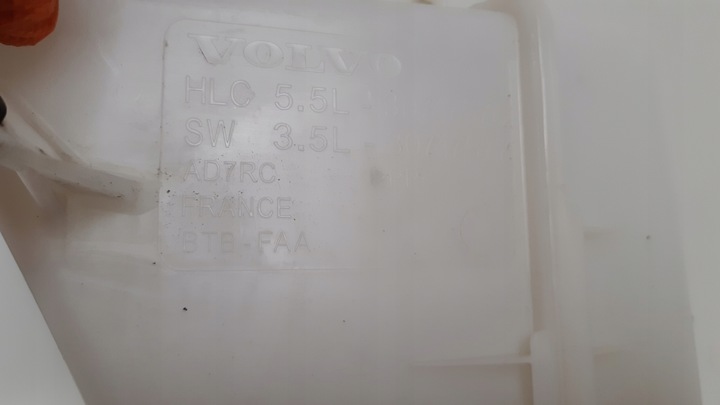 VOLVO
HLC 5.5L
SW 3.5L
AD7RC
FRANCE
BTB-FAA